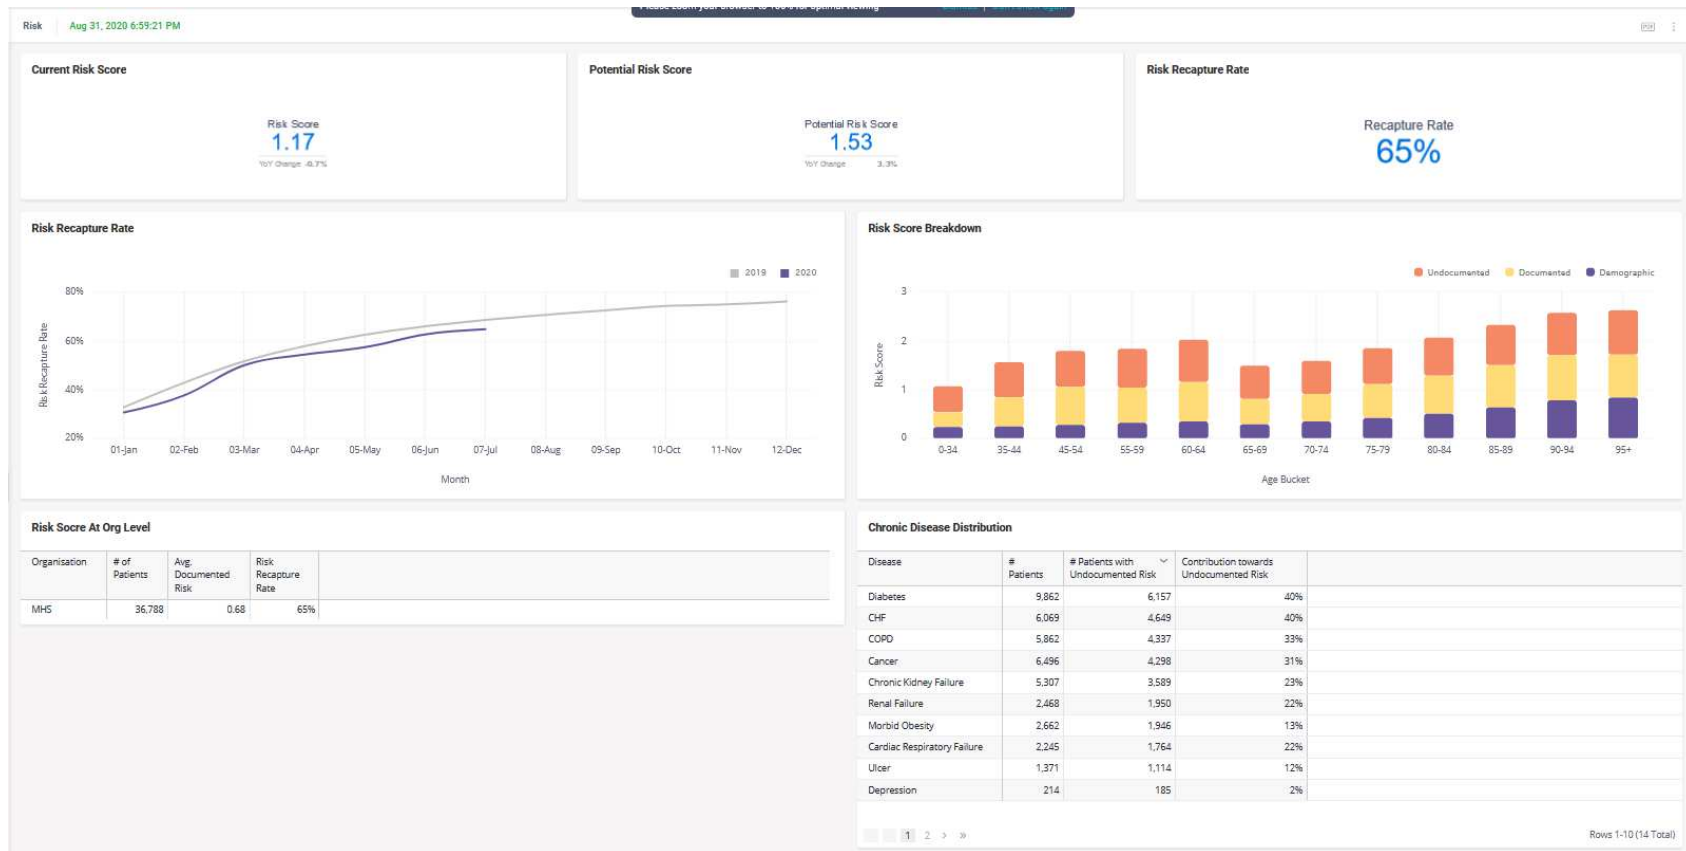 Risk Aug 31, 2020 6:59:21 PM
Current Risk Score
Risk Score
1.17
YoY Change -0.7%
Potential Risk Score
Potential Risk Score
1.53
YoY Change 3.3%
Risk Recapture Rate
Recapture Rate
65%
Risk Recapture Rate
2019 2020
80%
60%
40%
20%
Risk Recapture Rate
01-Jan 02-Feb 03-Mar 04-Apr 05-May 06-Jun 07-Jul 08-Aug 09-Sep 10-Oct 11-Nov 12-Dec
Month
Risk Score Breakdown
Undocumented Documented Demographic
3
2
1
0
Risk Score
0-34 35-44 45-54 55-59 60-64 65-69 70-74 75-79 80-84 85-89 90-94 95+
Age Bucket
Risk Socre At Org Level
Organisation # of Patients Avg. Documented Risk Risk Recapture Rate
MHS 36,788 0.68 65%
Chronic Disease Distribution
Disease # Patients # Patients with Undocumented Risk Contribution towards Undocumented Risk
Diabetes 9,862 6,157 40%
CHF 6,069 4,649 40%
COPD 5,862 4,337 33%
Cancer 6,496 4,298 31%
Chronic Kidney Failure 5,307 3,589 23%
Renal Failure 2,468 1,950 22%
Morbid Obesity 2,662 1,946 13%
Cardiac Respiratory Failure 2,245 1,764 22%
Ulcer 1,371 1,114 12%
Depression 214 185 2%
1 2 > »
Rows 1-10 (14 Total)